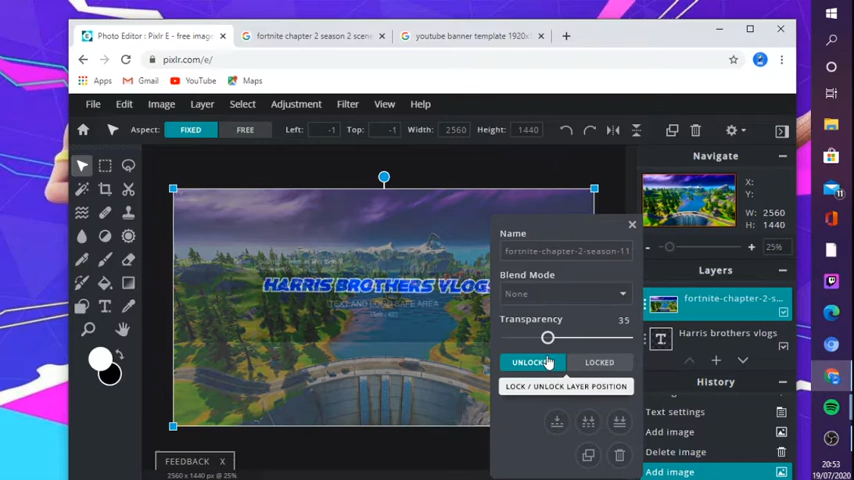 Photo Editor : Pixlr E - free imag
fortnite chapter 2 season 2 scene
youtube banner template 1920x
pixlr.com/e/
Apps
Gmail
YouTube
Maps
File
Edit
Image
Layer
Select
Adjustment
Filter
View
Help
Aspect:
FIXED
FREE
Left:
-1
Top:
-1
Width:
2560
Height:
1440
Navigate
X:
Y:
W: 2560
H: 1440
25%
Name
fortnite-chapter-2-season-11
Blend Mode
None
Transparency
35
UNLOCKED
LOCKED
LOCK / UNLOCK LAYER POSITION
HARRIS BROTHERS VLOGS
TEXT AND LOGO SAFE AREA
Layers
fortnite-chapter-2-s...
Harris brothers vlogs
T
History
Text settings
Add image
Delete image
Add image
FEEDBACK X
2560 x 1440 px @ 25%
11
20:53
19/07/2020